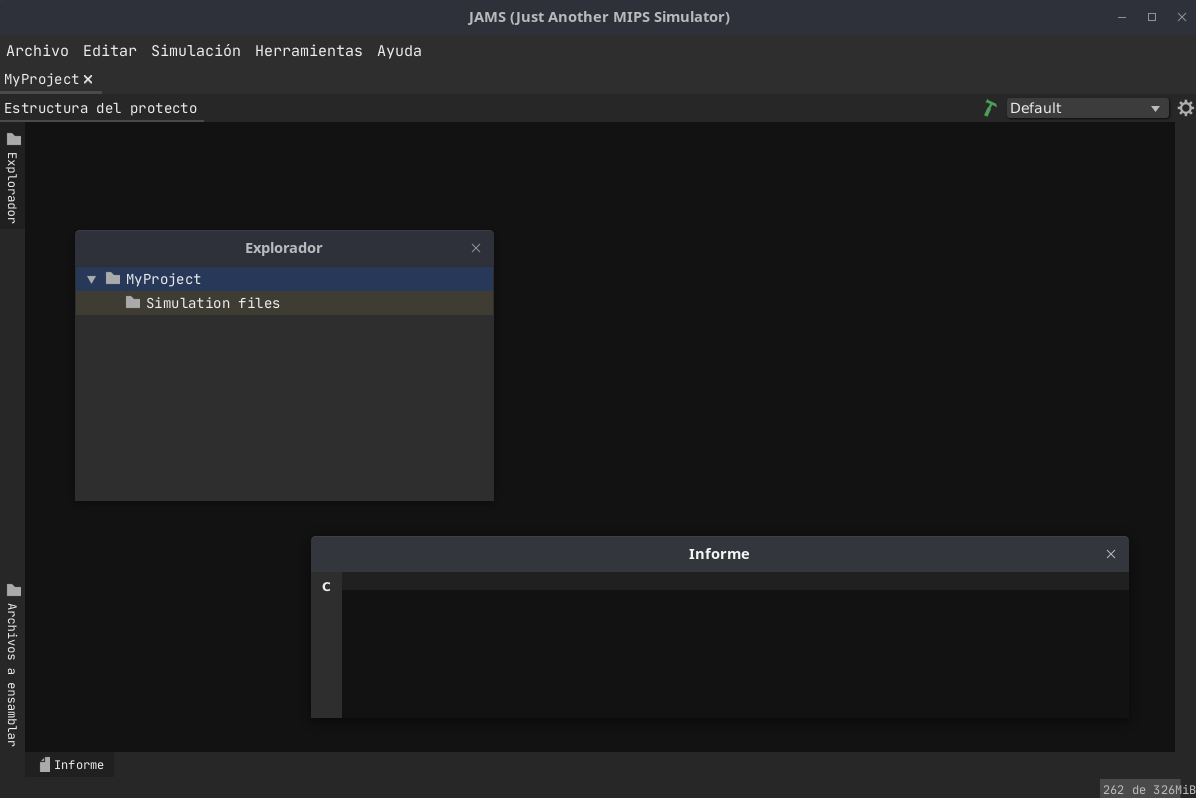 JAMS (Just Another MIPS Simulator)
Archivo Editar Simulación Herramientas Ayuda
MyProject
Estructura del protecto
Default
Explorador
Explorador
MyProject
Simulation files
Informe
C
Archivos a ensamblar
Informe
262 de 326MiB